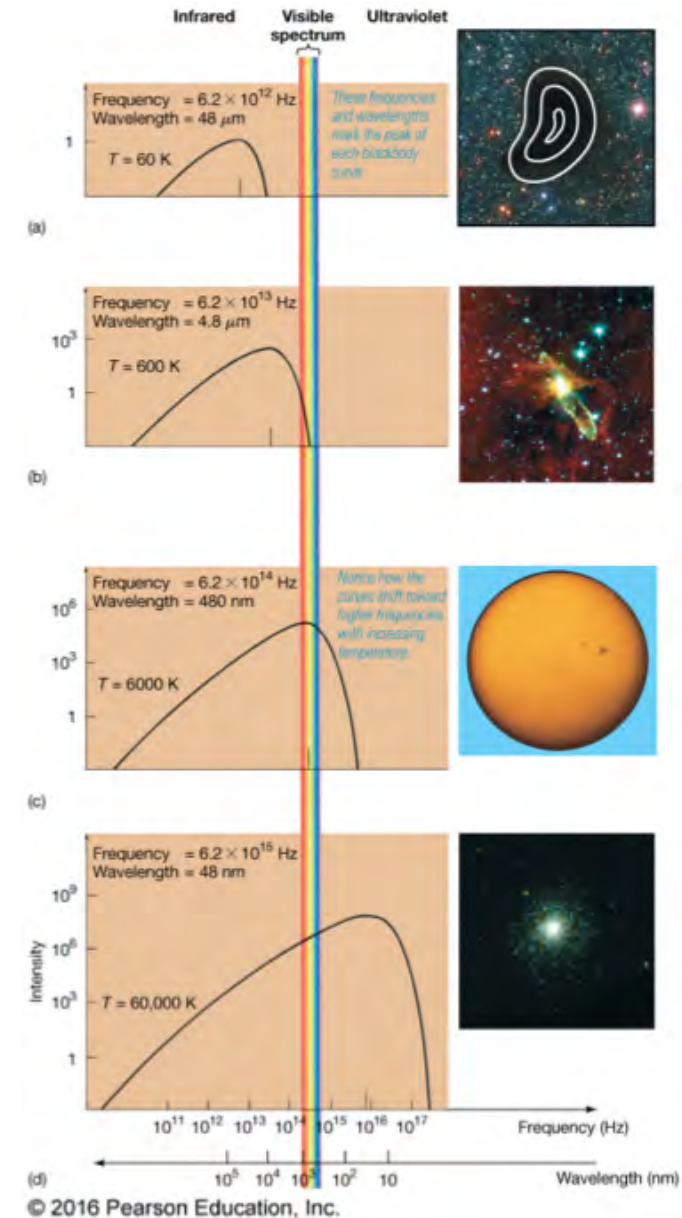 Infrared Visible spectrum Ultraviolet
Frequency = 6.2 × 10¹² Hz
Wavelength = 48 μm
These frequencies
and wavelengths
mark the peak of
each blackbody
curve
1
T = 60 K
(a)
Frequency = 6.2 × 10¹³ Hz
Wavelength = 4.8 μm
10³
T = 600 K
1
(b)
Frequency = 6.2 × 10¹⁴ Hz
Wavelength = 480 nm
Notice how the
curves shift toward
higher frequencies
with increasing
temperature.
10⁶
10³
T = 6000 K
1
(c)
Frequency = 6.2 × 10¹⁵ Hz
Wavelength = 48 nm
10⁹
10⁶
Intensity
10³
T = 60,000 K
1
10¹¹ 10¹² 10¹³ 10¹⁴ 10¹⁵ 10¹⁶ 10¹⁷ Frequency (Hz)
(d) 10⁵ 10⁴ 10³ 10² 10 Wavelength (nm)
© 2016 Pearson Education, Inc.